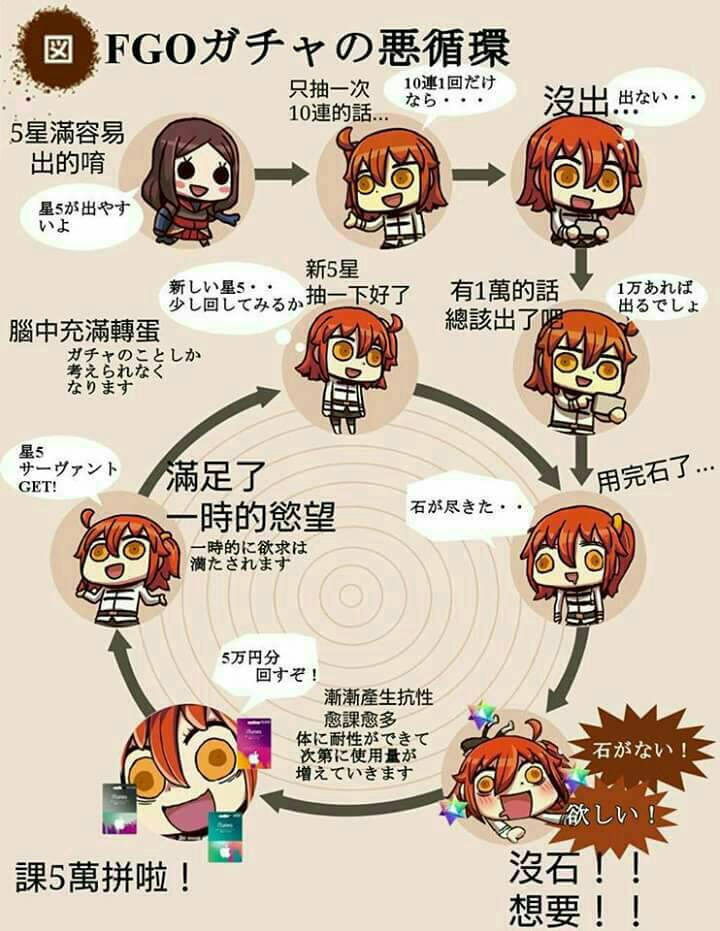 図 FGOガチャの悪循環
5星滿容易
出的唷
星5が出やす
いよ
只抽一次
10連的話...
10連1回だけ
なら・・・
沒出...
出ない・・
有1萬的話
總該出了吧
1万あれば
出るでしょ
用完石了...
石が尽きた・・
石がない！
欲しい！
沒石！！
想要！！
漸漸產生抗性
愈課愈多
体に耐性ができて
次第に使用量が
増えていきます
5万円分
回すぞ！
iTunes
iTunes
iTunes
課5萬拼啦！
星5
サーヴァント
GET!
滿足了
一時的慾望
一時的に欲求は
満たされます
腦中充滿轉蛋
ガチャのことしか
考えられなく
なります
新5星
抽一下好了
新しい星5・・
少し回してみるか